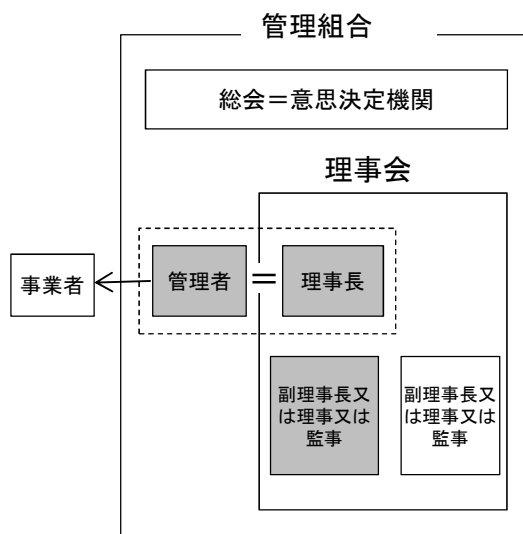 管理組合
総会＝意思決定機関
理事会
事業者
管理者
＝
理事長
副理事長又
は理事又は
監事
副理事長又
は理事又は
監事